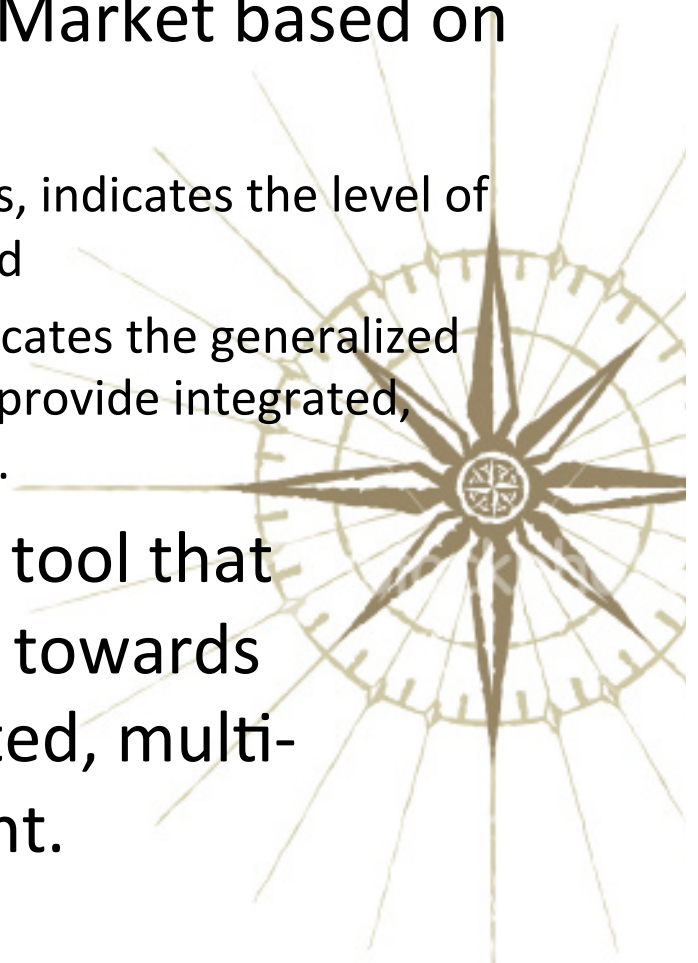 Market based on
s, indicates the level of
d
cates the generalized
provide integrated,
.
tool that
towards
ted, multi-
nt.